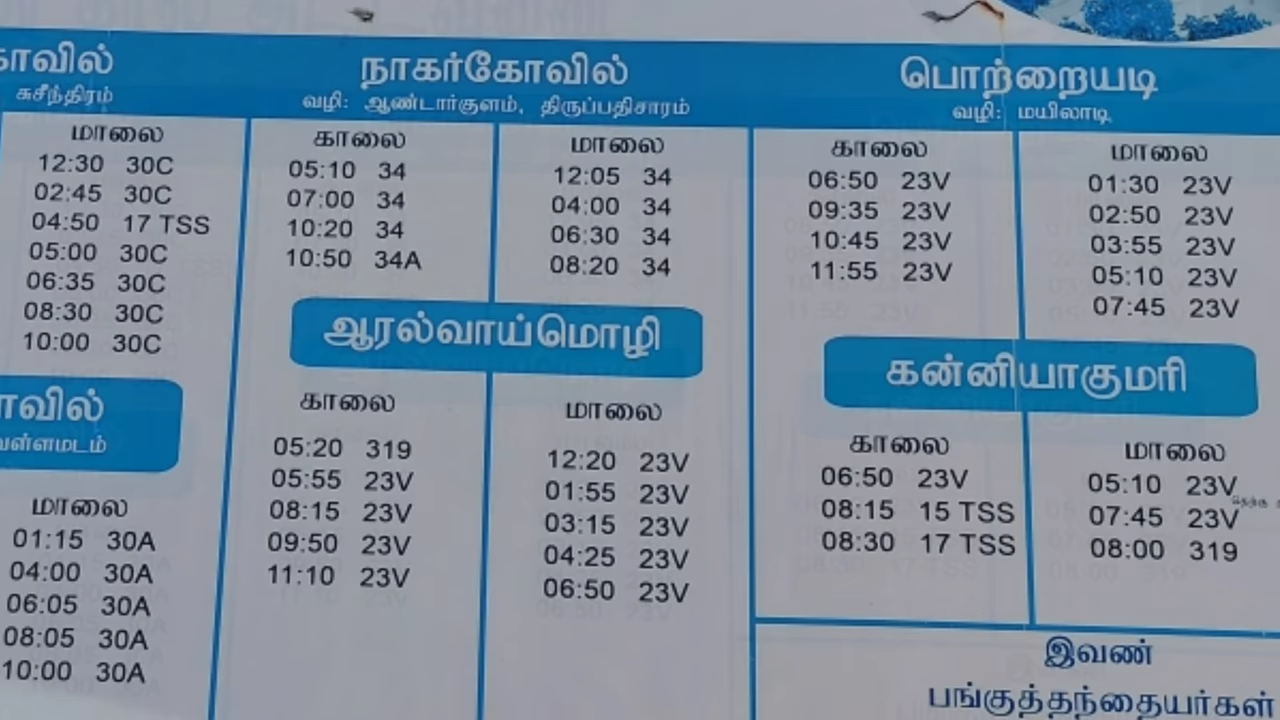 காவில்
சுசீந்திரம்
மாலை
12:30 30C
02:45 30C
04:50 17 TSS
05:00 30C
06:35 30C
08:30 30C
10:00 30C
ாவில்
வள்ளமடம்
மாலை
01:15 30A
04:00 30A
06:05 30A
08:05 30A
10:00 30A
நாகர்கோவில்
வழி: ஆண்டார்குளம், திருப்பதிசாரம்
காலை
05:10 34
07:00 34
10:20 34
10:50 34A
மாலை
12:05 34
04:00 34
06:30 34
08:20 34
ஆரல்வாய்மொழி
காலை
05:20 319
05:55 23V
08:15 23V
09:50 23V
11:10 23V
மாலை
12:20 23V
01:55 23V
03:15 23V
04:25 23V
06:50 23V
பொற்றையடி
வழி: மயிலாடி
காலை
06:50 23V
09:35 23V
10:45 23V
11:55 23V
மாலை
01:30 23V
02:50 23V
03:55 23V
05:10 23V
07:45 23V
கன்னியாகுமரி
காலை
06:50 23V
08:15 15 TSS
08:30 17 TSS
மாலை
05:10 23V
07:45 23V
08:00 319
இவண்
பங்குத்தந்தையர்கள்